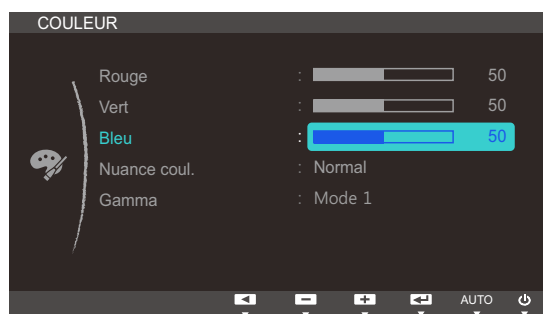 COULEUR
Rouge : 50
Vert : 50
Bleu : 50
Nuance coul. : Normal
Gamma : Mode 1
AUTO